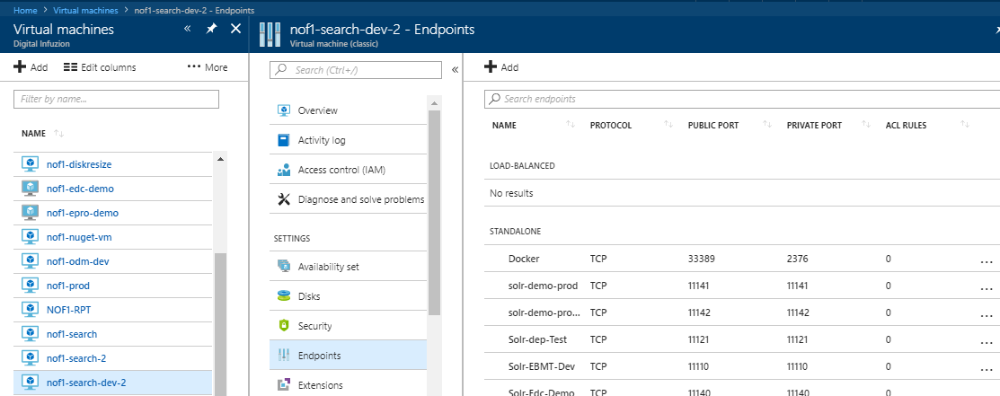 Home > Virtual machines > nof1-search-dev-2 - Endpoints
Virtual machines
Digital Infuzion
Add Edit columns ••• More
Filter by name...
NAME
nof1-diskresize
nof1-edc-demo
nof1-epro-demo
nof1-nuget-vm
nof1-odm-dev
nof1-prod
NOF1-RPT
nof1-search
nof1-search-2
nof1-search-dev-2
nof1-search-dev-2 - Endpoints
Virtual machine (classic)
Search (Ctrl+/)
Overview
Activity log
Access control (IAM)
Diagnose and solve problems
SETTINGS
Availability set
Disks
Security
Endpoints
Extensions
Add
Search endpoints
NAME PROTOCOL PUBLIC PORT PRIVATE PORT ACL RULES
LOAD-BALANCED
No results
STANDALONE
Docker TCP 33389 2376 0 ...
solr-demo-prod TCP 11141 11141 0 ...
solr-demo-pro... TCP 11142 11142 0 ...
Solr-dep-Test TCP 11121 11121 0 ...
Solr-EBMT-Dev TCP 11110 11110 0 ...
Solr-Edc-Demo TCP 11140 11140 0 ...